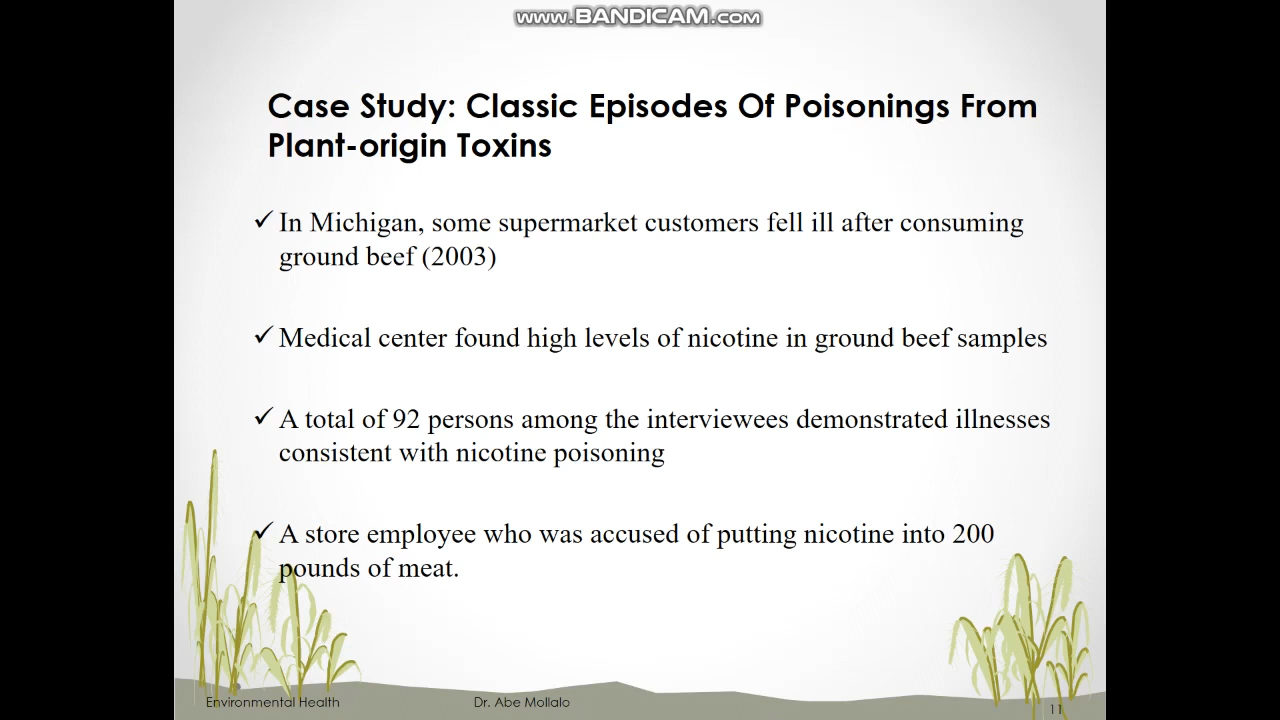 www.BANDICAM.com
Case Study: Classic Episodes Of Poisonings From
Plant-origin Toxins
✓ In Michigan, some supermarket customers fell ill after consuming
ground beef (2003)
✓ Medical center found high levels of nicotine in ground beef samples
✓ A total of 92 persons among the interviewees demonstrated illnesses
consistent with nicotine poisoning
✓ A store employee who was accused of putting nicotine into 200
pounds of meat.
Environmental Health
Dr. Abe Mollalo
11